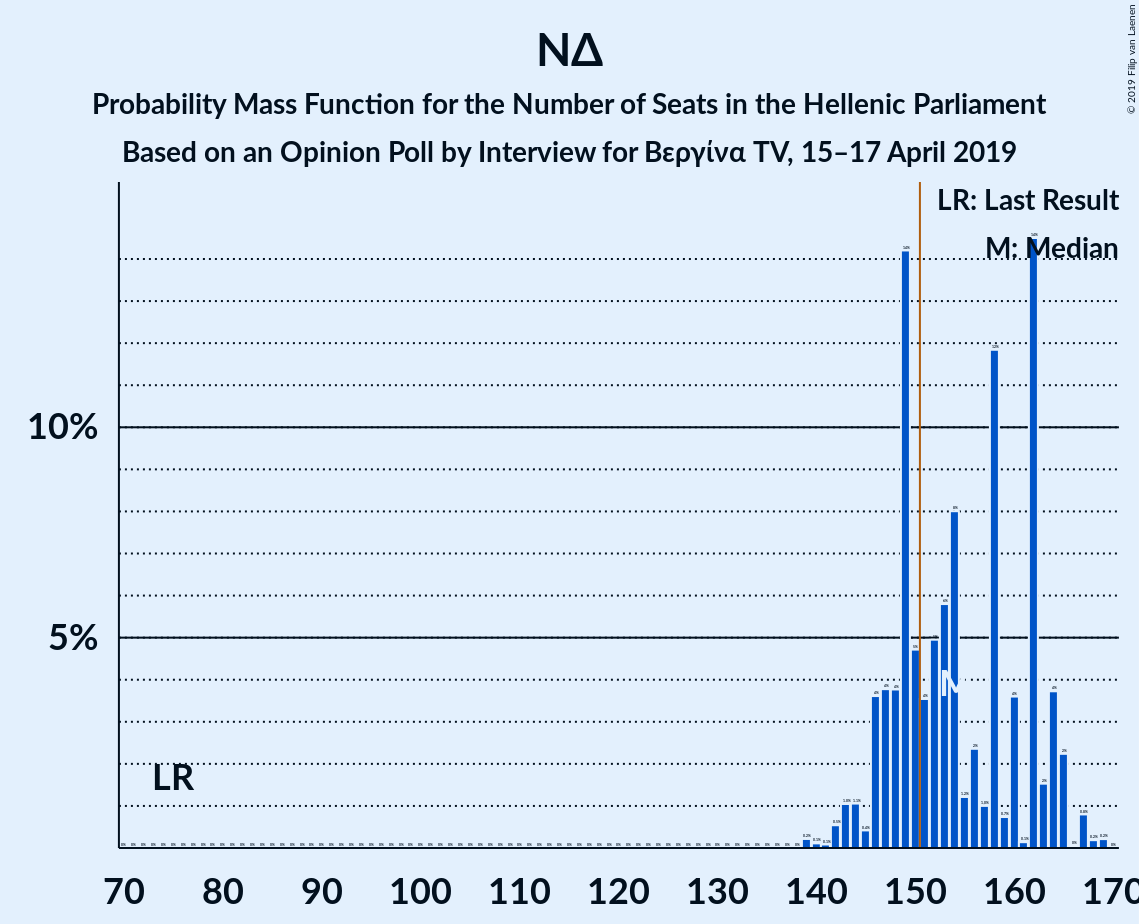 ΝΔ
Probability Mass Function for the Number of Seats in the Hellenic Parliament
Based on an Opinion Poll by Interview for Βεργίνα TV, 15–17 April 2019
© 2019 Filip van Laenen
LR: Last Result
M: Median
10%
5%
LR
M
70 80 90 100 110 120 130 140 150 160 170